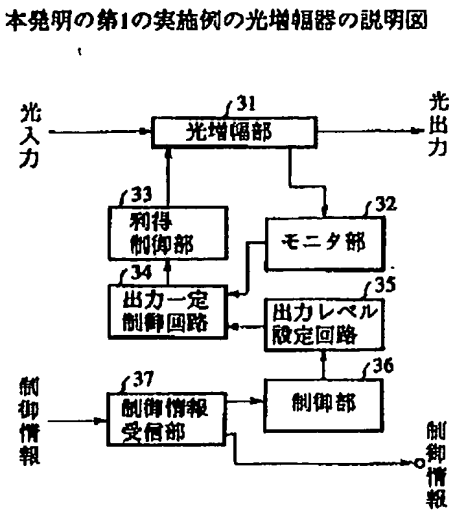 本発明の第1の実施例の光増幅器の説明図
光入力
31
光増幅部
光出力
33
利得
制御部
32
モニタ部
34
出力一定
制御回路
35
出力レベル
設定回路
36
制御部
制御情報
37
制御情報
受信部
制御情報